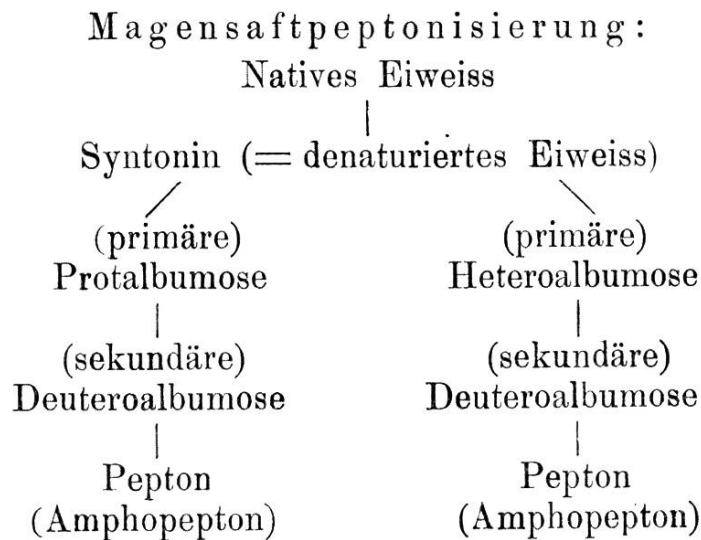 Magensaftpeptonisierung:
Natives Eiweiss
Syntonin (= denaturiertes Eiweiss)
(primäre)
Protalbumose
(sekundäre)
Deuteroalbumose
Pepton
(Amphopepton)
(primäre)
Heteroalbumose
(sekundäre)
Deuteroalbumose
Pepton
(Amphopepton)